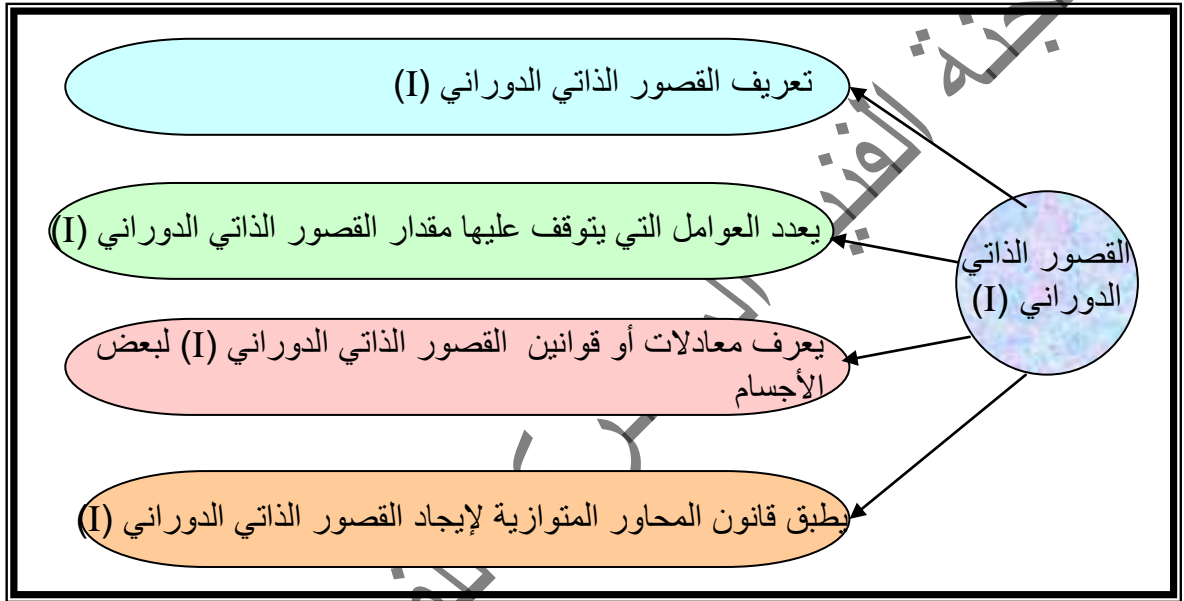 تعريف القصور الذاتي الدوراني (I)
يعدد العوامل التي يتوقف عليها مقدار القصور الذاتي الدوراني (I)
القصور الذاتي
الدوراني (I)
يعرف معادلات أو قوانين القصور الذاتي الدوراني (I) لبعض
الأجسام
يطبق قانون المحاور المتوازية لإيجاد القصور الذاتي الدوراني (I)